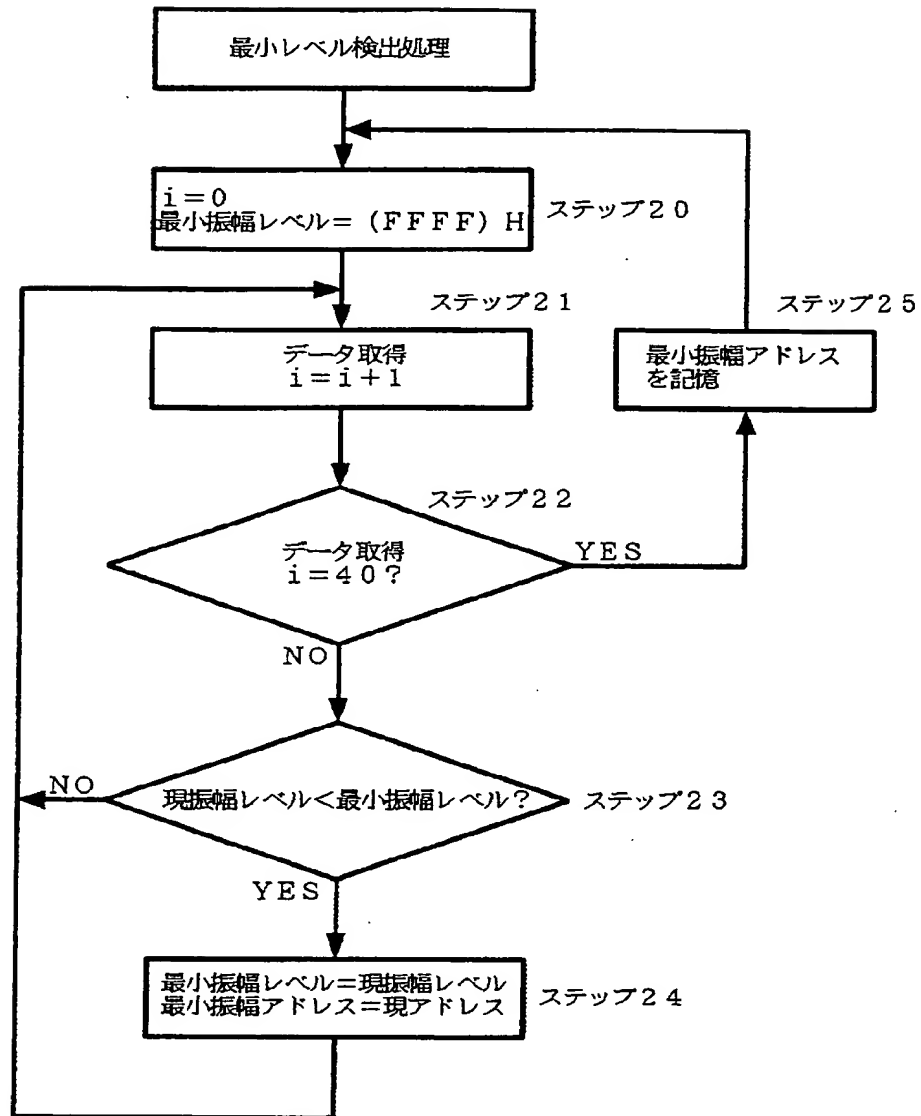 最小レベル検出処理
i=0
最小振幅レベル=(FFFF)H
ステップ20
ステップ21
ステップ25
データ取得
i=i+1
最小振幅アドレス
を記憶
ステップ22
データ取得
i=40?
YES
NO
NO
現振幅レベル<最小振幅レベル?
ステップ23
YES
最小振幅レベル=現振幅レベル
最小振幅アドレス=現アドレス
ステップ24